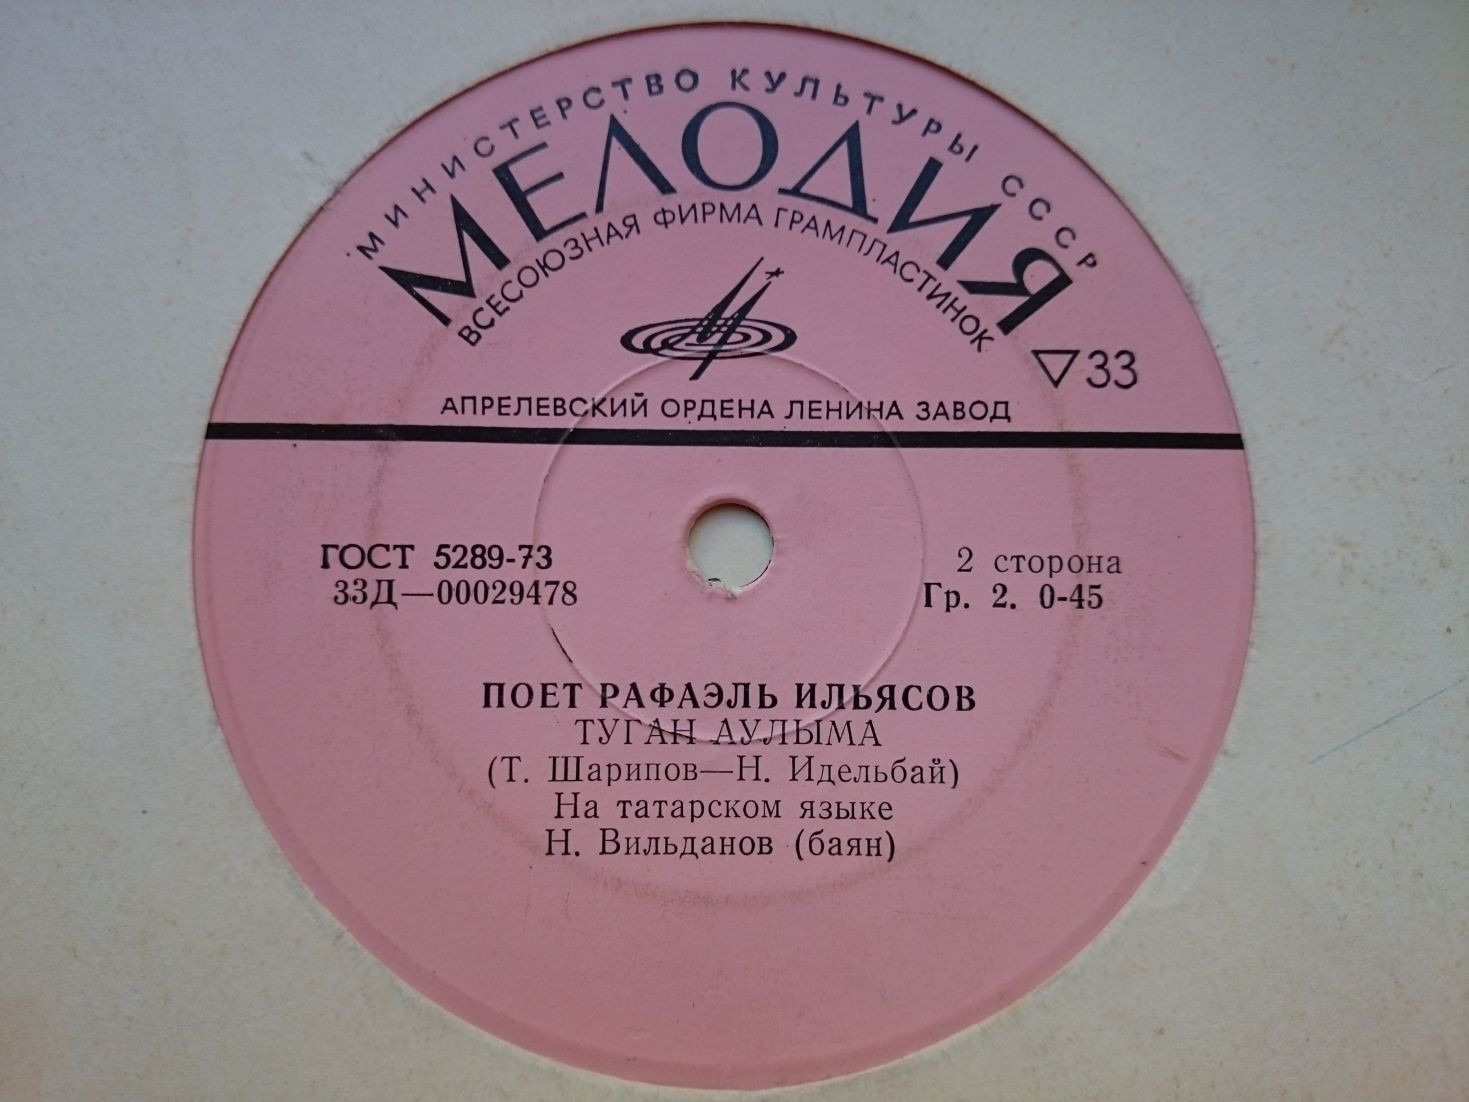 МИНИСТЕРСТВО КУЛЬТУРЫ СССР
МЕЛОДИЯ
ВСЕСОЮЗНАЯ ФИРМА ГРАМПЛАСТИНОК
▽33
АПРЕЛЕВСКИЙ ОРДЕНА ЛЕНИНА ЗАВОД
ГОСТ 5289-73
33Д—00029478
2 сторона
Гр. 2. 0-45
ПОЕТ РАФАЭЛЬ ИЛЬЯСОВ
ТУГАН АУЛЫМА
(Т. Шарипов—Н. Идельбай)
На татарском языке
Н. Вильданов (баян)